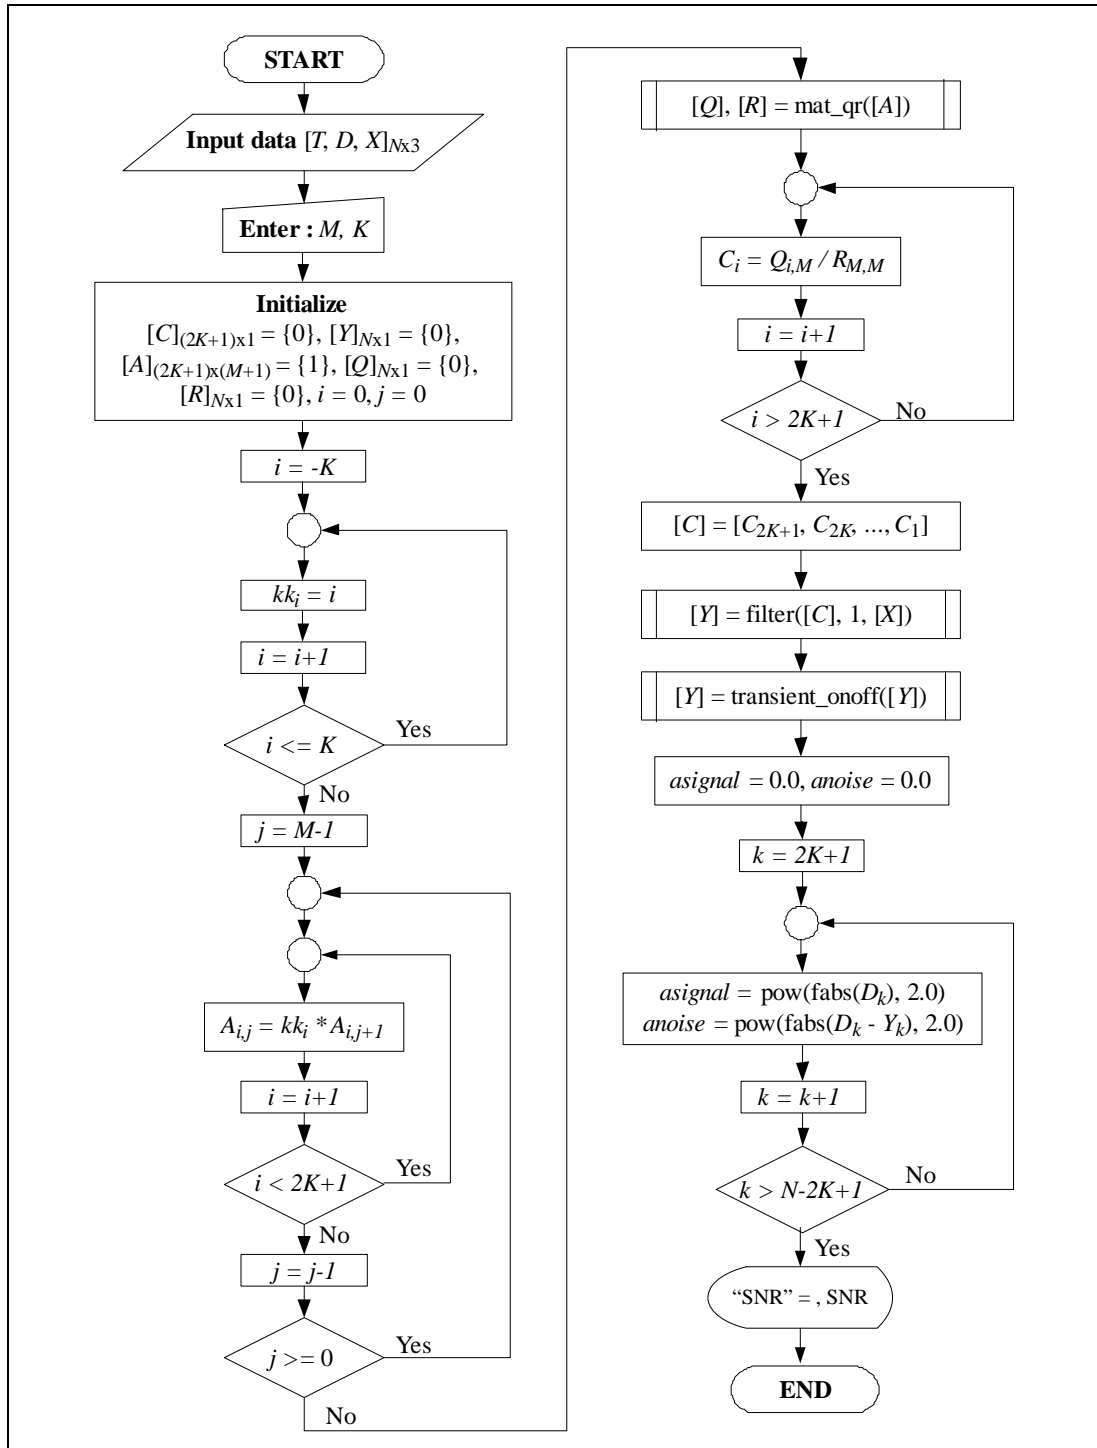 START
Input data [T, D, X]Nx3
Enter : M, K
Initialize
[C](2K+1)x1 = {0}, [Y]Nx1 = {0},
[A](2K+1)x(M+1) = {1}, [Q]Nx1 = {0},
[R]Nx1 = {0}, i = 0, j = 0
i = -K
kki = i
i = i+1
i <= K
Yes
No
j = M-1
Ai,j = kki * Ai,j+1
i = i+1
i < 2K+1
Yes
No
j = j-1
j >= 0
Yes
No
[Q], [R] = mat_qr([A])
Ci = Qi,M / RM,M
i = i+1
i > 2K+1
No
Yes
[C] = [C2K+1, C2K, ..., C1]
[Y] = filter([C], 1, [X])
[Y] = transient_onoff([Y])
asignal = 0.0, anoise = 0.0
k = 2K+1
asignal = pow(fabs(Dk), 2.0)
anoise = pow(fabs(Dk - Yk), 2.0)
k = k+1
k > N-2K+1
No
Yes
“SNR” = , SNR
END